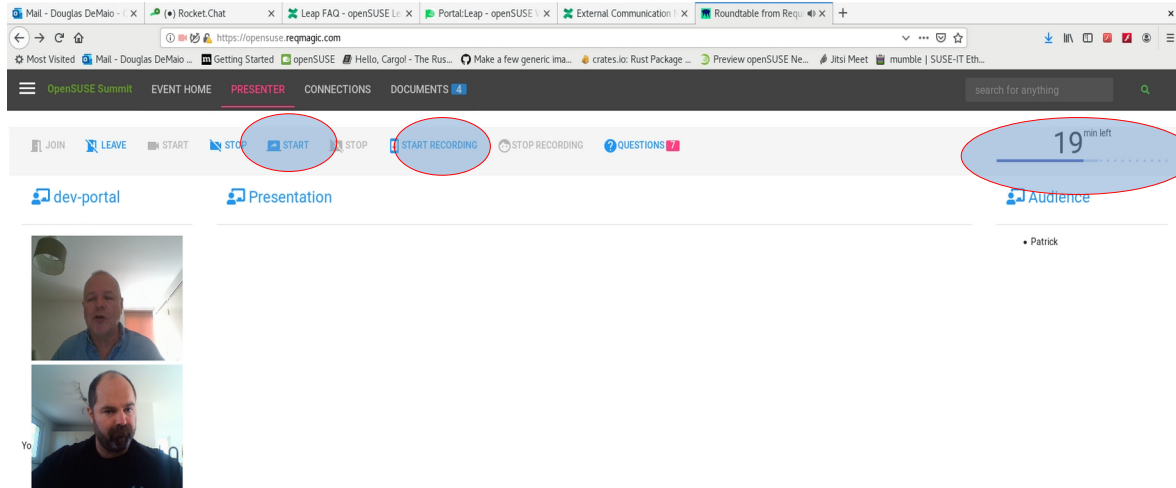 Mail - Douglas DeMaio - (•) Rocket.Chat Leap FAQ - openSUSE Le Portal:Leap - openSUSE External Communication Roundtable from Requ
https://opensuse.reqmagic.com
Most Visited Mail - Douglas DeMaio ... Getting Started openSUSE Hello, Cargo! - The Rus... Make a few generic ima... crates.io: Rust Package ... Preview openSUSE Ne... Jitsi Meet mumble | SUSE-IT Eth...
OpenSUSE Summit EVENT HOME PRESENTER CONNECTIONS DOCUMENTS 4 search for anything
JOIN LEAVE START STOP START STOP START RECORDING STOP RECORDING QUESTIONS 7 19 min left
dev-portal Presentation Audience
Patrick
Yo